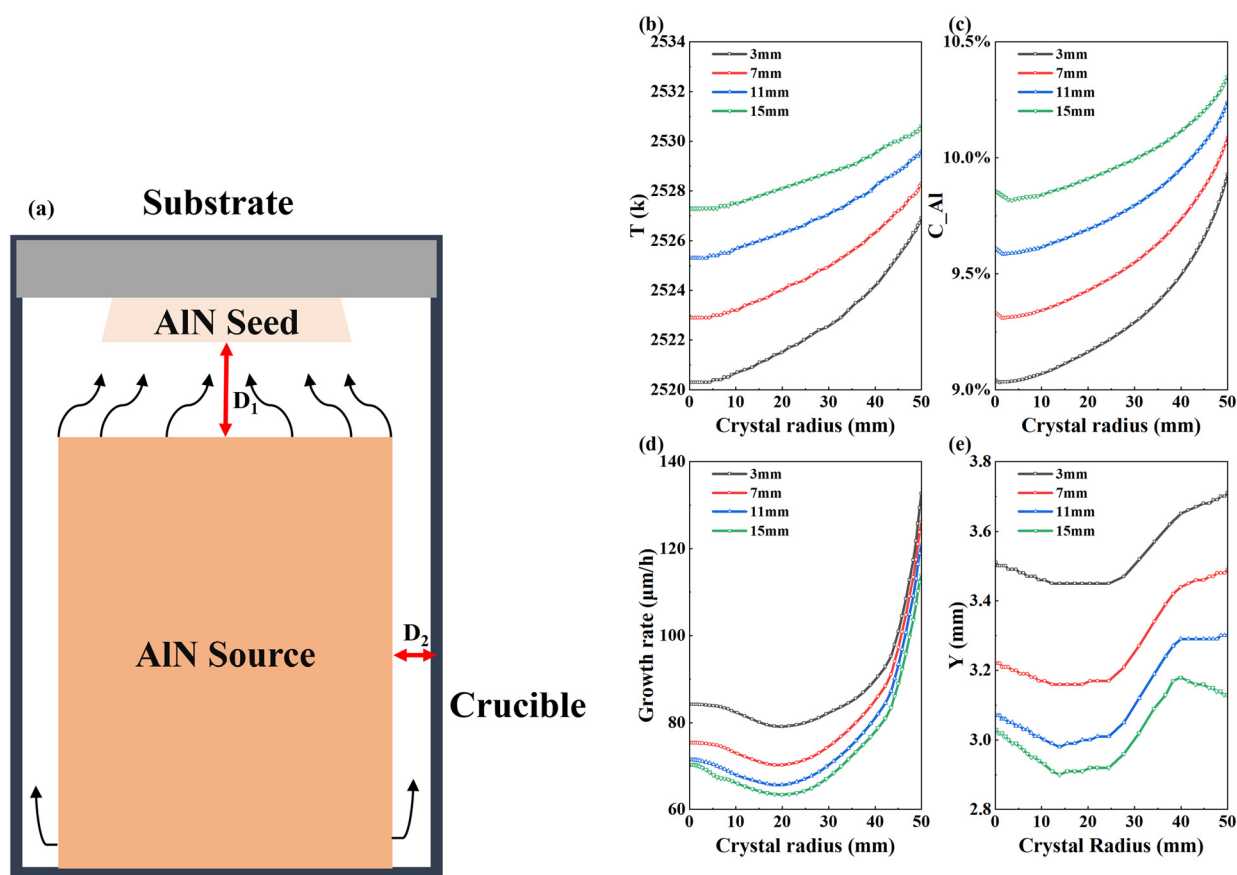 (a)
Substrate
AlN Seed
D1
AlN Source
D2
Crucible
(b)
2534
2532
2530
2528
2526
2524
2522
2520
T (k)
3mm
7mm
11mm
15mm
0 10 20 30 40 50
Crystal radius (mm)
(c)
10.5%
10.0%
9.5%
9.0%
C_Al
3mm
7mm
11mm
15mm
0 10 20 30 40 50
Crystal radius (mm)
(d)
140
120
100
80
60
Growth rate (μm/h)
3mm
7mm
11mm
15mm
0 10 20 30 40 50
Crystal radius (mm)
(e)
3.8
3.6
3.4
3.2
3.0
2.8
Y (mm)
3mm
7mm
11mm
15mm
0 10 20 30 40 50
Crystal Radius (mm)